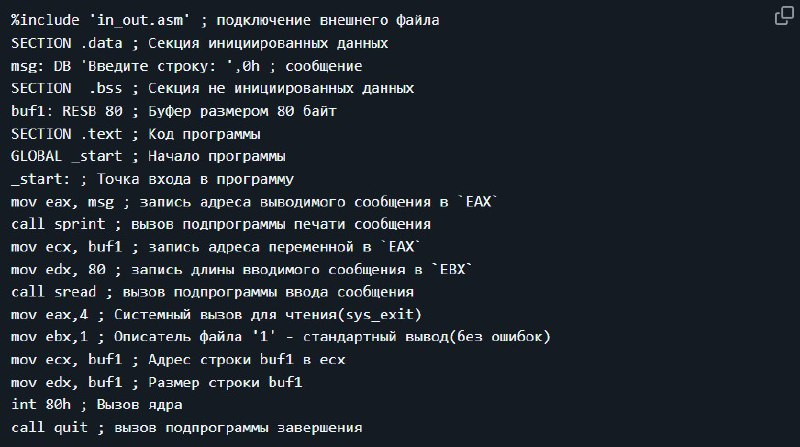 %include 'in_out.asm' ; подключение внешнего файла
SECTION .data ; Секция инициированных данных
msg: DB 'Введите строку: ',0h ; сообщение
SECTION  .bss ; Секция не инициированных данных
buf1: RESB 80 ; Буфер размером 80 байт
SECTION .text ; Код программы
GLOBAL _start ; Начало программы
_start: ; Точка входа в программу
mov eax, msg ; запись адреса выводимого сообщения в `EAX`
call sprint ; вызов подпрограммы печати сообщения
mov ecx, buf1 ; запись адреса переменной в `EAX`
mov edx, 80 ; запись длины вводимого сообщения в `EBX`
call sread ; вызов подпрограммы ввода сообщения
mov eax,4 ; Системный вызов для чтения(sys_exit)
mov ebx,1 ; Описатель файла '1' - стандартный вывод(без ошибок)
mov ecx, buf1 ; Адрес строки buf1 в ecx
mov edx, buf1 ; Размер строки buf1
int 80h ; Вызов ядра
call quit ; вызов подпрограммы завершения